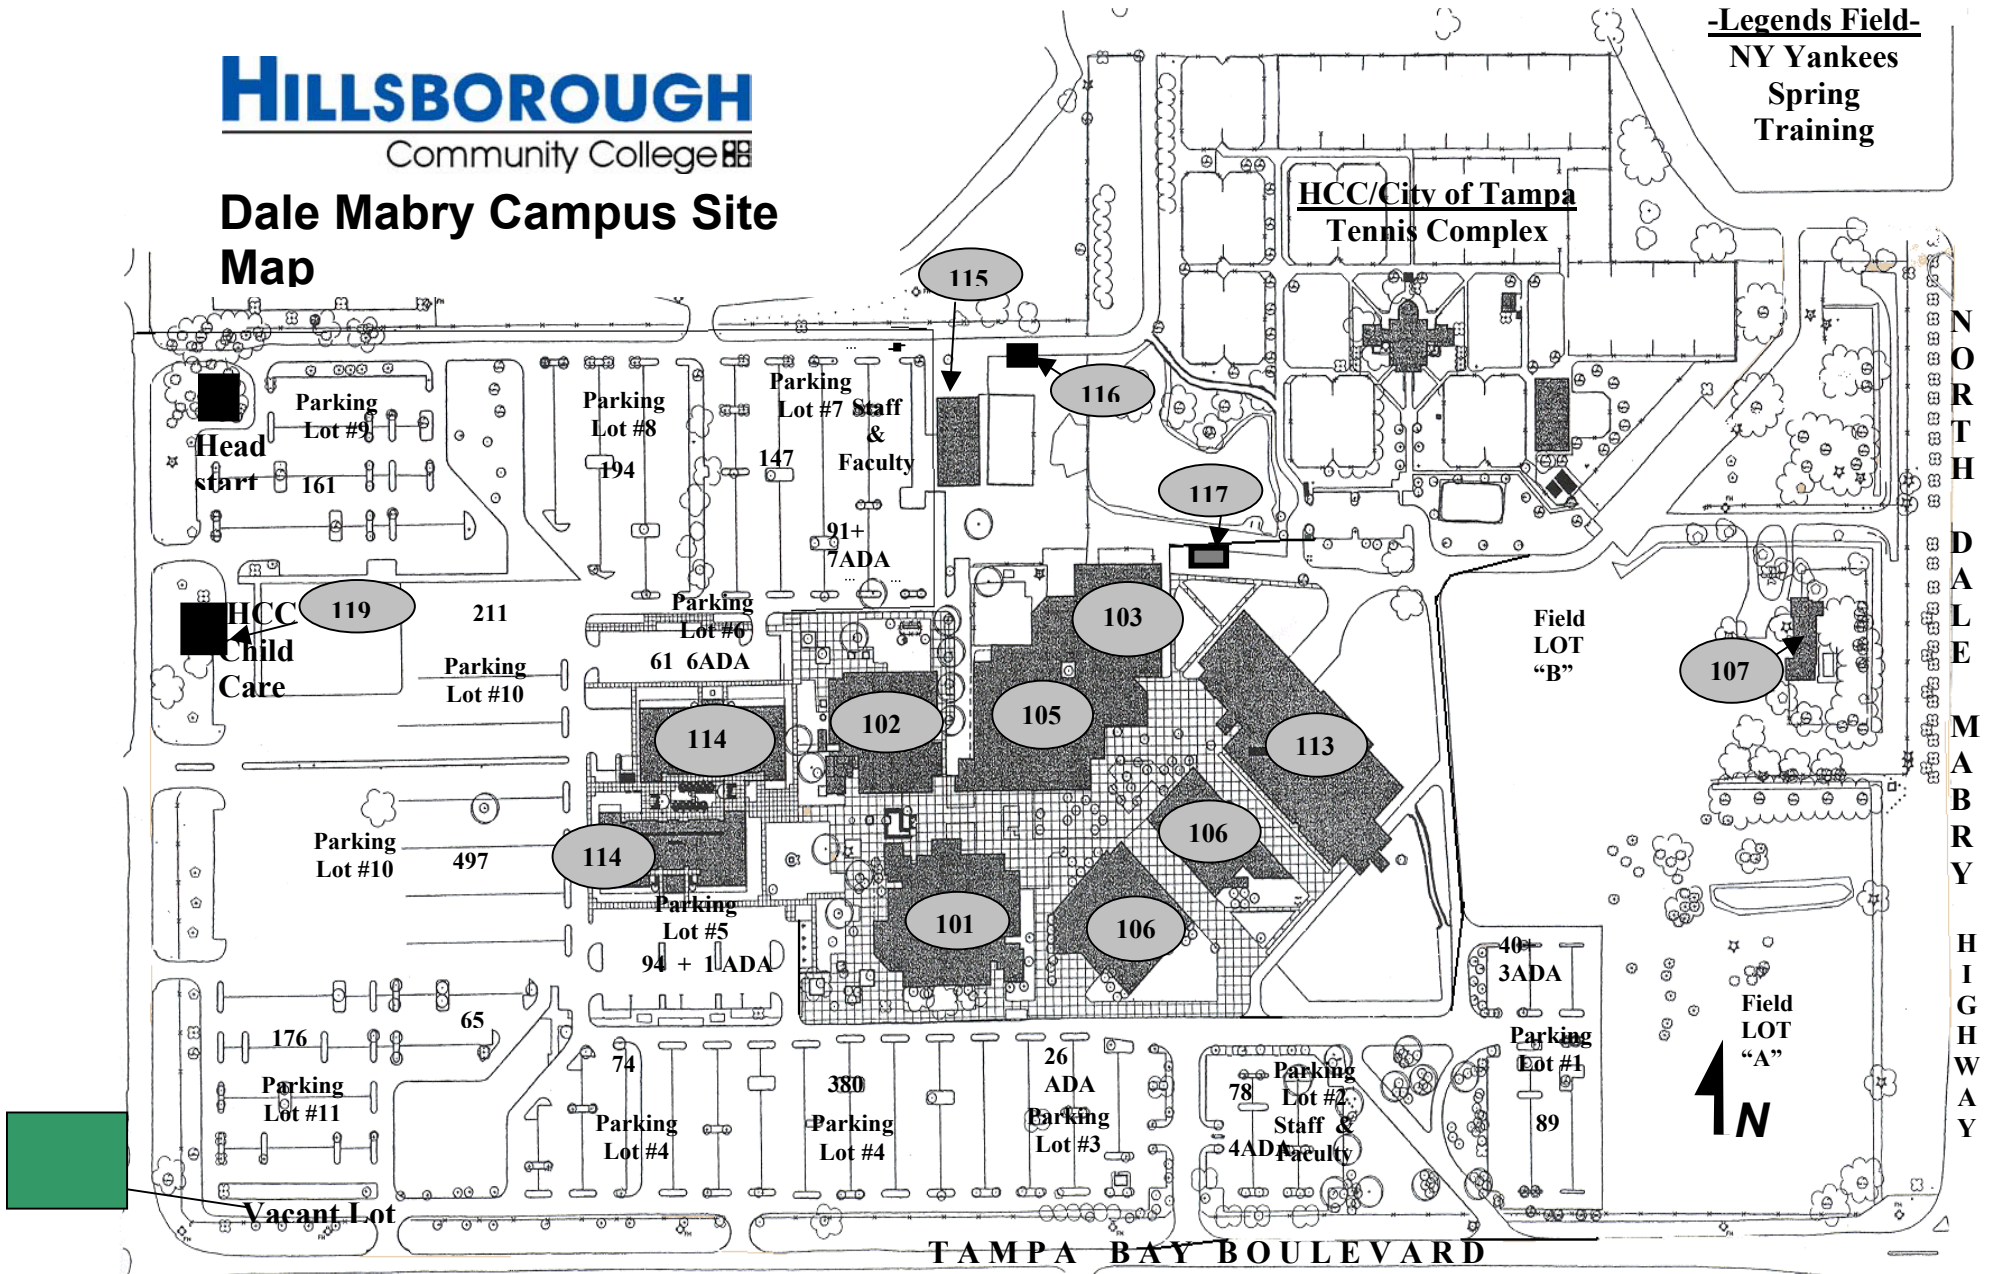 -Legends Field-
NY Yankees
Spring
Training
HILLSBOROUGH
Community College
Dale Mabry Campus Site
Map
HCC/City of Tampa
Tennis Complex
115
116
117
Parking
Lot #9
161
Head
start
Parking
Lot #8
194
Parking
Lot #7
147
Staff
&
Faculty
91+
7ADA
119
HCC
Child
Care
211
Parking
Lot #10
Parking
Lot #6
61 6ADA
103
102
105
114
113
107
Field
LOT
“B”
NORTH DALE MABRY HIGHWAY
Parking
Lot #10
497
114
106
101
106
Parking
Lot #5
94 + 1 ADA
40+
3ADA
Parking
Lot #1
89
Field
LOT
“A”
N
176
65
Parking
Lot #11
74
Parking
Lot #4
380
Parking
Lot #4
26
ADA
Parking
Lot #3
78
4ADA
Parking
Lot #2
Staff &
Faculty
Vacant Lot
TAMPA BAY BOULEVARD